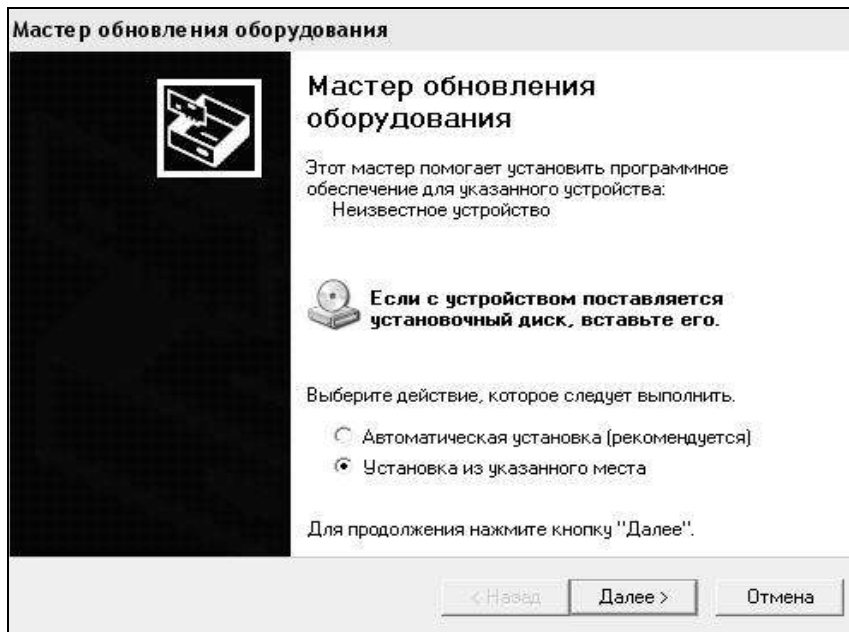 Мастер обновления оборудования
Мастер обновления
оборудования
Этот мастер помогает установить программное
обеспечение для указанного устройства:
Неизвестное устройство
Если с устройством поставляется
установочный диск, вставьте его.
Выберите действие, которое следует выполнить.
Автоматическая установка (рекомендуется)
Установка из указанного места
Для продолжения нажмите кнопку "Далее".
< Назад Далее > Отмена